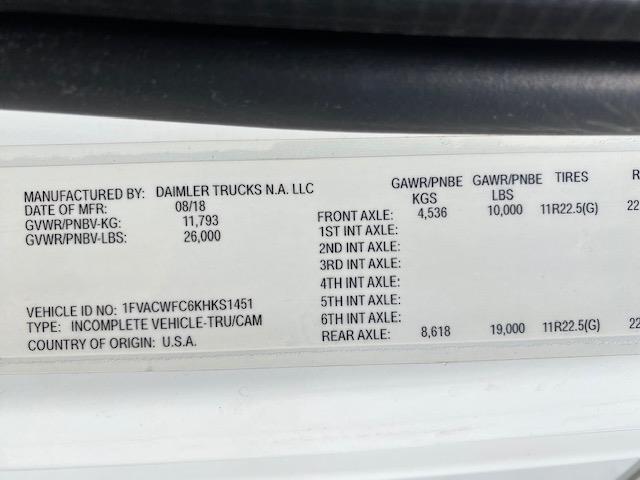 MANUFACTURED BY: DAIMLER TRUCKS N.A. LLC
DATE OF MFR: 08/18
GVWR/PNBV-KG: 11,793
GVWR/PNBV-LBS: 26,000
VEHICLE ID NO: 1FVACWFC6KHKS1451
TYPE: INCOMPLETE VEHICLE-TRU/CAM
COUNTRY OF ORIGIN: U.S.A.
GAWR/PNBE GAWR/PNBE TIRES R
KGS LBS
FRONT AXLE: 4,536 10,000 11R22.5(G) 22
1ST INT AXLE:
2ND INT AXLE:
3RD INT AXLE:
4TH INT AXLE:
5TH INT AXLE:
6TH INT AXLE:
REAR AXLE: 8,618 19,000 11R22.5(G) 22